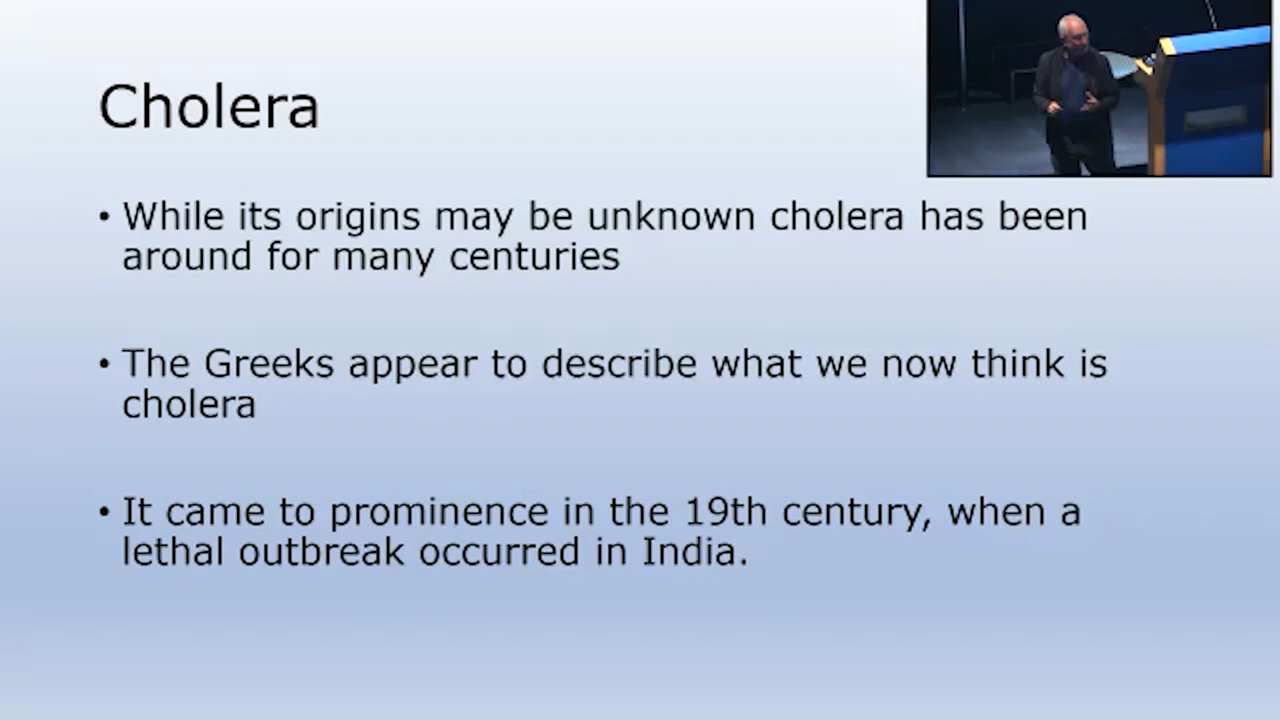 Cholera
• While its origins may be unknown cholera has been
around for many centuries
• The Greeks appear to describe what we now think is
cholera
• It came to prominence in the 19th century, when a
lethal outbreak occurred in India.